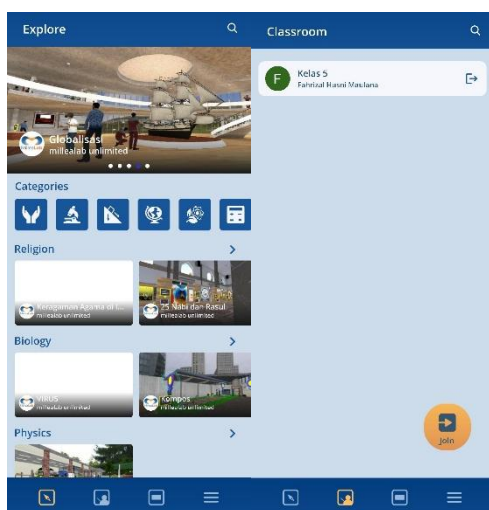 Explore
Globalisasi
millealab unlimited
Categories
Religion
Keragaman Agama di I...
millealab unlimited
25 Nabi dan Rasul
millealab unlimited
Biology
VIRUS
millealab unlimited
Kompos
millealab unlimited
Physics
Classroom
F
Kelas 5
Fahrizal Husni Maulana
Join